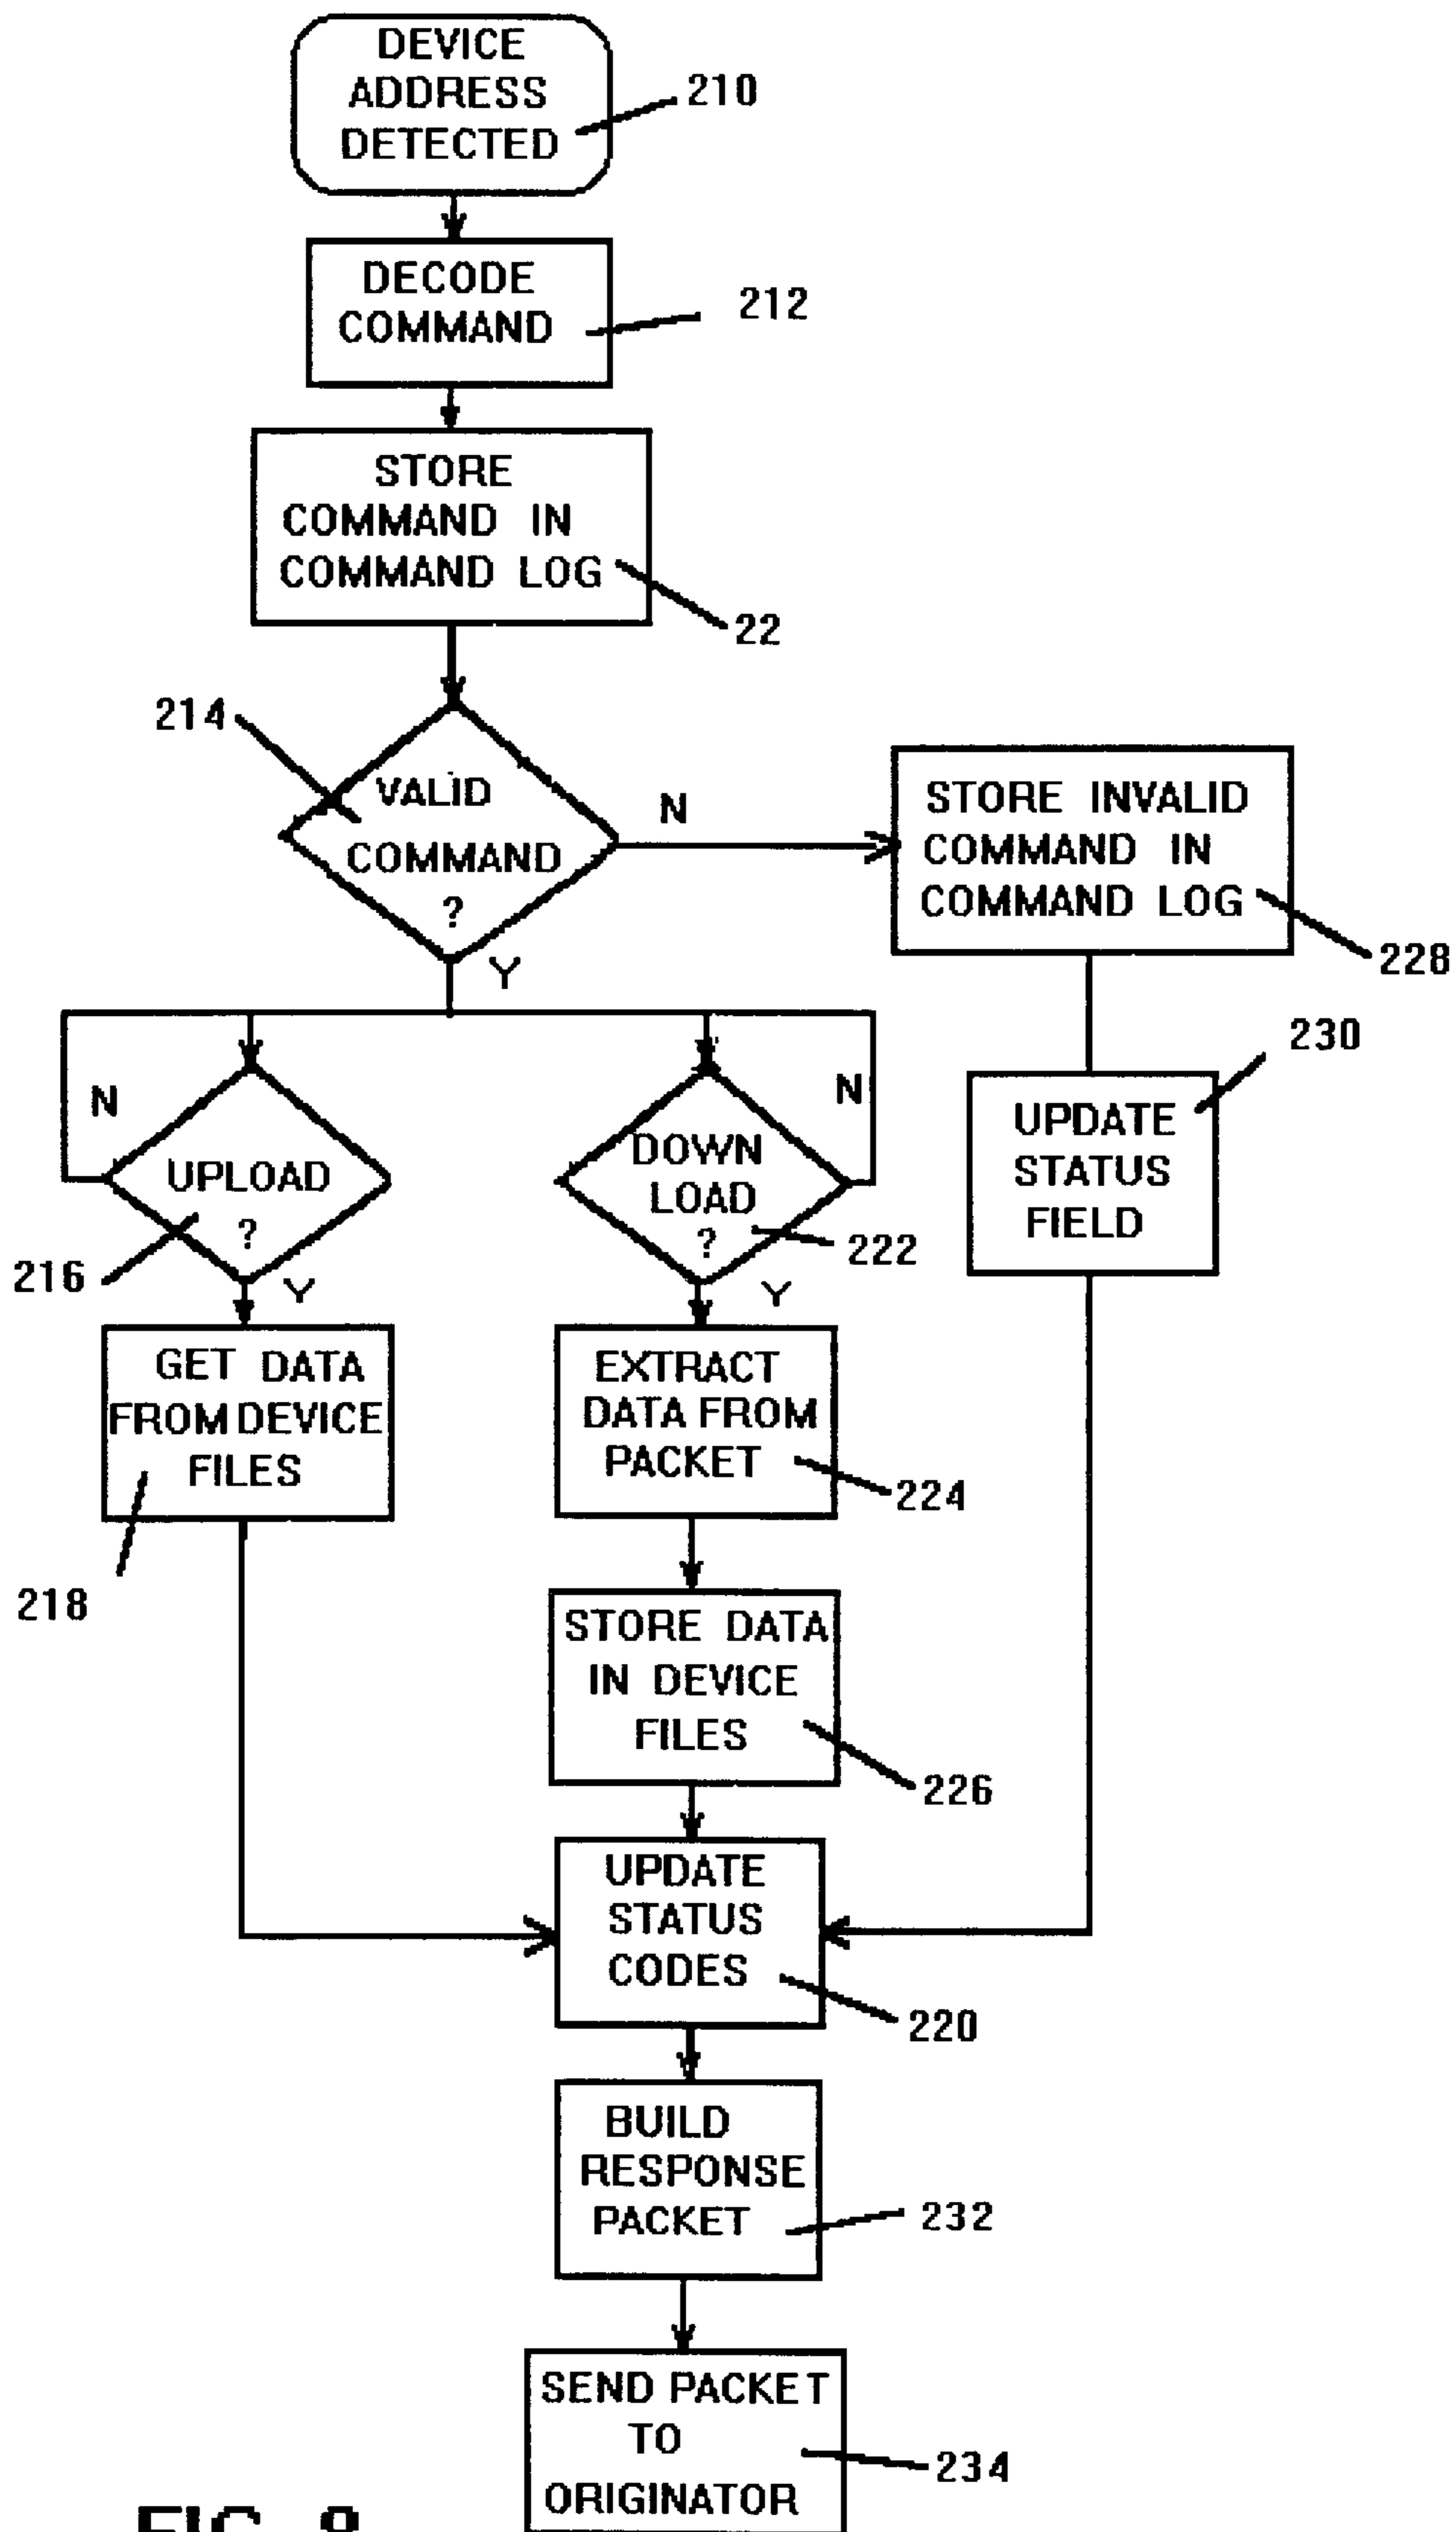 DEVICE
ADDRESS
DETECTED
210
DECODE
COMMAND
212
STORE
COMMAND IN
COMMAND LOG
22
214
VALID
COMMAND
?
N
Y
STORE INVALID
COMMAND IN
COMMAND LOG
228
230
UPDATE
STATUS
FIELD
N
UPLOAD
?
216
Y
N
DOWN
LOAD
?
222
Y
GET DATA
FROM DEVICE
FILES
218
EXTRACT
DATA FROM
PACKET
224
STORE DATA
IN DEVICE
FILES
226
UPDATE
STATUS
CODES
220
BUILD
RESPONSE
PACKET
232
SEND PACKET
TO
ORIGINATOR
234
FIG